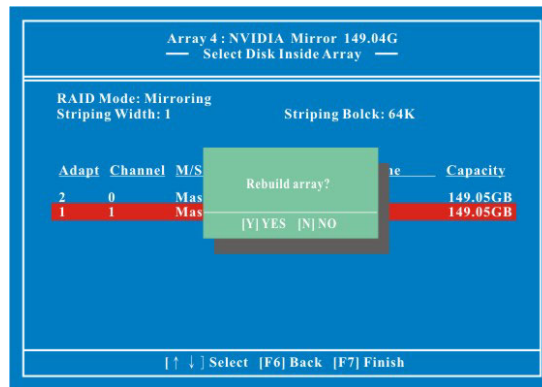 Array 4 : NVIDIA Mirror 149.04G
Select Disk Inside Array
RAID Mode: Mirroring
Striping Width: 1 Striping Bolck: 64K
Adapt Channel M/S Capacity
2 0 Mas 149.05GB
1 1 Mas 149.05GB
Rebuild array?
[Y] YES [N] NO
[↑ ↓] Select [F6] Back [F7] Finish